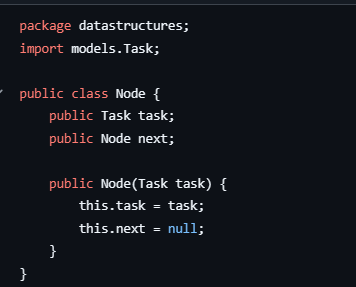 package datastructures;
import models.Task;

public class Node {
    public Task task;
    public Node next;

    public Node(Task task) {
        this.task = task;
        this.next = null;
    }
}